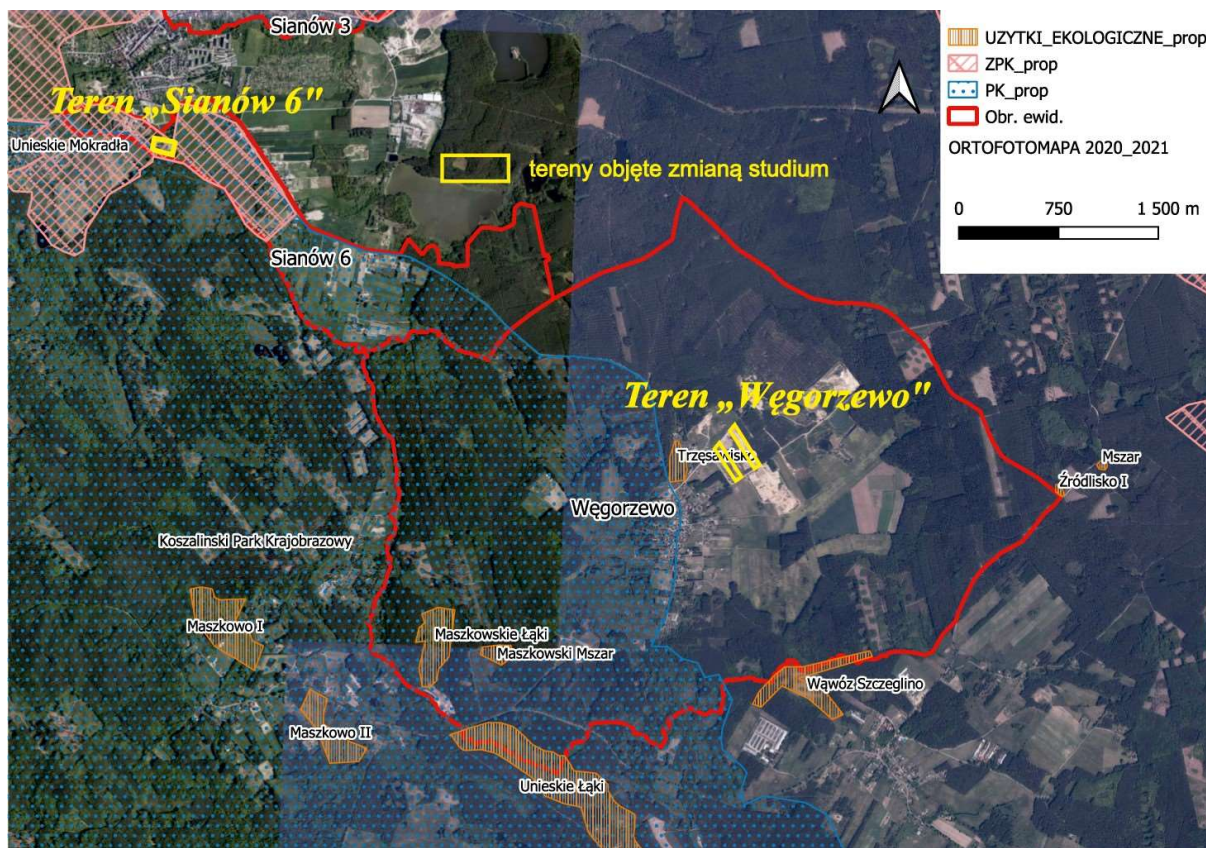 Sianów 3
Teren „Sianów 6"
Unieskie Mokradła
tereny objęte zmianą studium
Sianów 6
Teren „Węgorzewo"
Trzęsawisko
Mszar
Źródlisko I
Węgorzewo
Koszalinski Park Krajobrazowy
Maszkowo I
Maszkowskie Łąki
Maszkowski Mszar
Wąwóz Szczeglino
Maszkowo II
Unieskie Łąki
UZYTKI_EKOLOGICZNE_prop
ZPK_prop
PK_prop
Obr. ewid.
ORTOFOTOMAPA 2020_2021
0 750 1 500 m